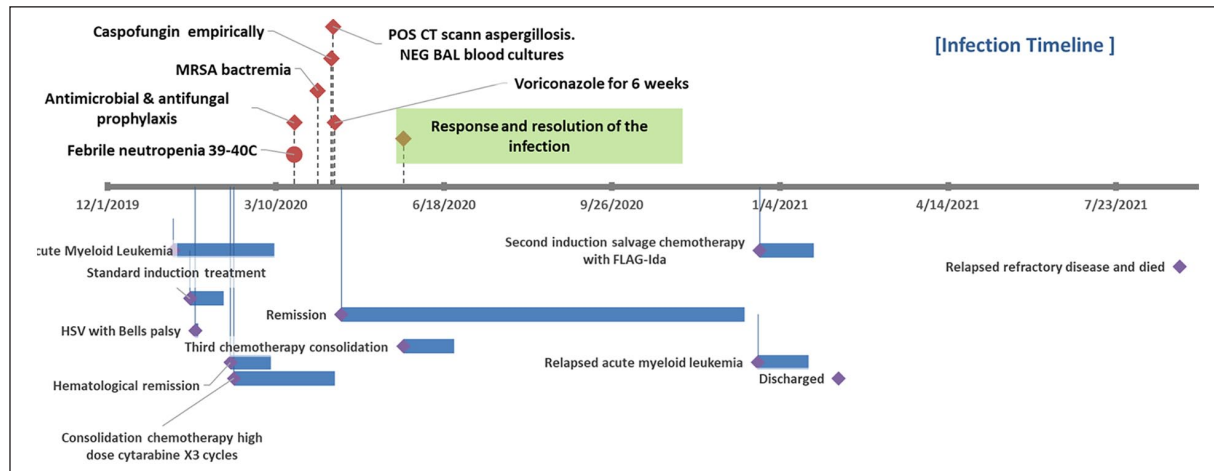 [Infection Timeline ]
Caspofungin empirically
POS CT scann aspergillosis.
NEG BAL blood cultures
MRSA bactremia
Voriconazole for 6 weeks
Antimicrobial & antifungal
prophylaxis
Response and resolution of the
infection
Febrile neutropenia 39-40C
12/1/2019
3/10/2020
6/18/2020
9/26/2020
1/4/2021
4/14/2021
7/23/2021
cute Myeloid Leukemia
Second induction salvage chemotherapy
with FLAG-Ida
Relapsed refractory disease and died
Standard induction treatment
Remission
HSV with Bells palsy
Third chemotherapy consolidation
Relapsed acute myeloid leukemia
Discharged
Hematological remission
Consolidation chemotherapy high
dose cytarabine X3 cycles